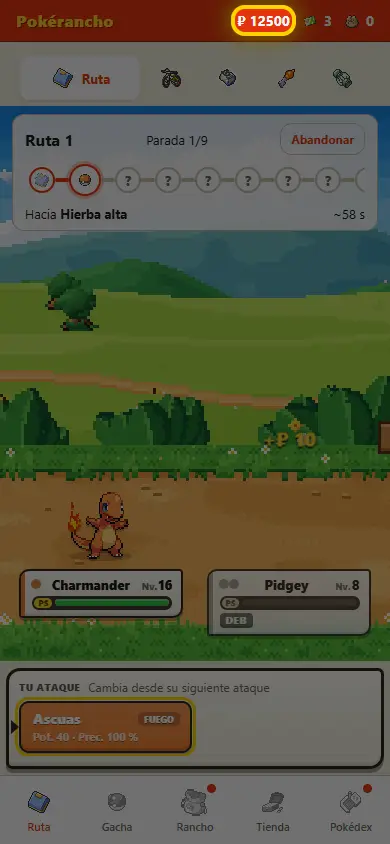 Pokérancho
₽ 12500
3
0
Ruta
Ruta 1
Parada 1/9
Abandonar
? ? ? ? ? ?
Hacia Hierba alta
~58 s
+₽ 10
Charmander Nv.16
PS
Pidgey Nv.8
PS
DEB
TU ATAQUE Cambia desde su siguiente ataque
Ascuas FUEGO
Pot. 40 · Prec. 100 %
Ruta
Gacha
Rancho
Tienda
Pokédex